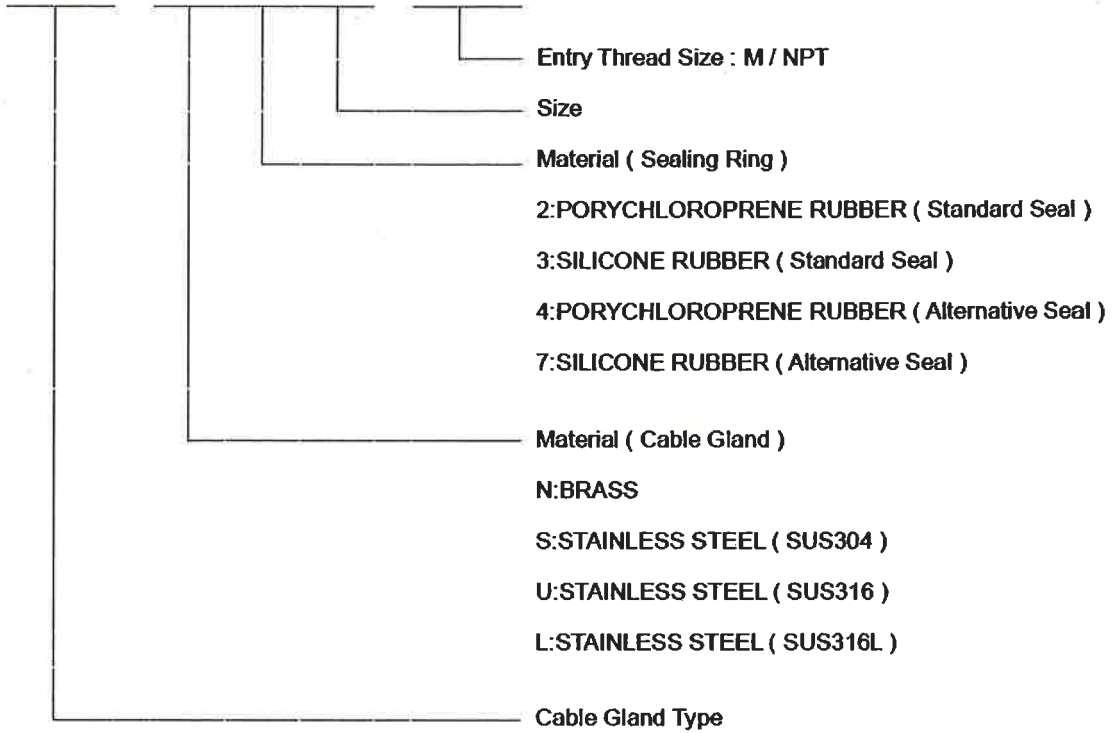 Entry Thread Size : M / NPT
Size
Material ( Sealing Ring )
2:PORYCHLOROPRENE RUBBER ( Standard Seal )
3:SILICONE RUBBER ( Standard Seal )
4:PORYCHLOROPRENE RUBBER ( Alternative Seal )
7:SILICONE RUBBER ( Alternative Seal )
Material ( Cable Gland )
N:BRASS
S:STAINLESS STEEL ( SUS304 )
U:STAINLESS STEEL ( SUS316 )
L:STAINLESS STEEL ( SUS316L )
Cable Gland Type